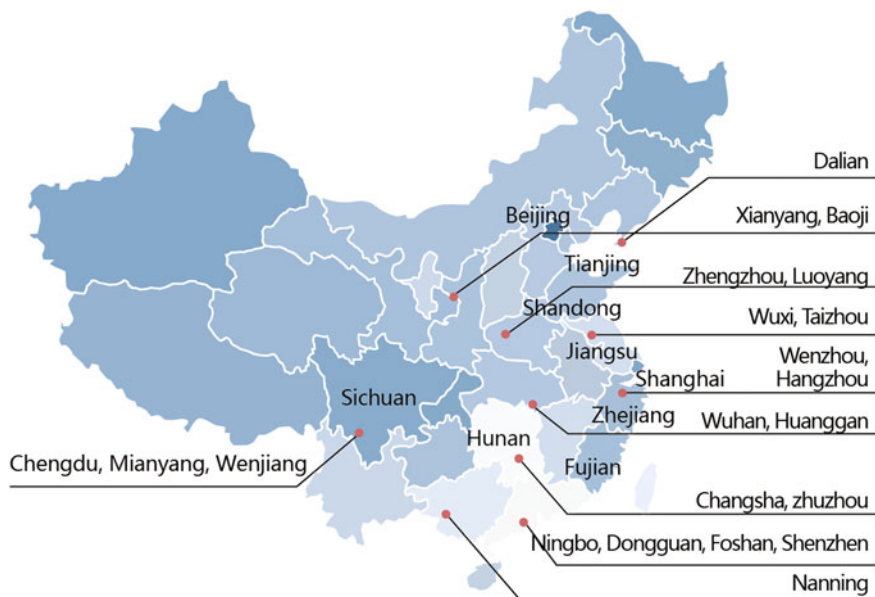 Dalian
Beijing
Xianyang, Baoji
Tianjing
Zhengzhou, Luoyang
Shandong
Wuxi, Taizhou
Jiangsu
Wenzhou,
Hangzhou
Shanghai
Sichuan
Zhejiang
Wuhan, Huanggan
Hunan
Chengdu, Mianyang, Wenjiang
Fujian
Changsha, zhuzhou
Ningbo, Dongguan, Foshan, Shenzhen
Nanning